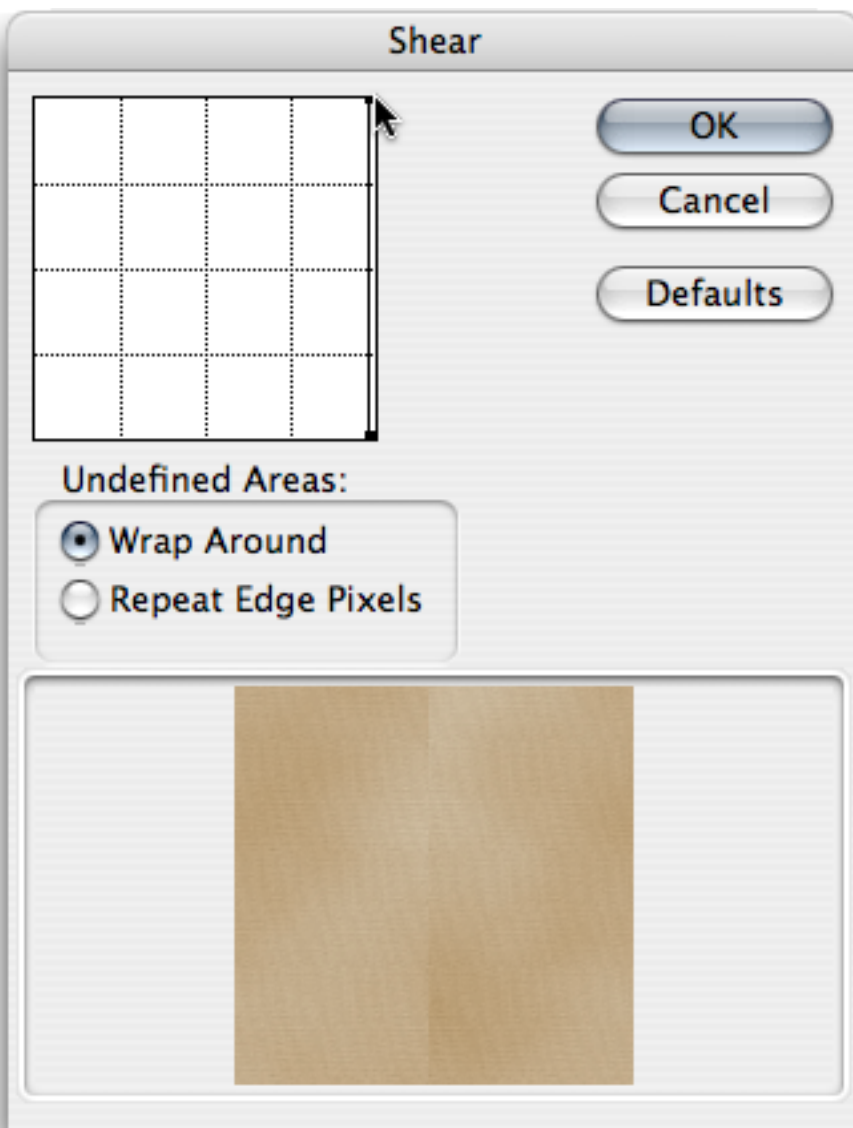 Shear
OK
Cancel
Defaults
Undefined Areas:
Wrap Around
Repeat Edge Pixels